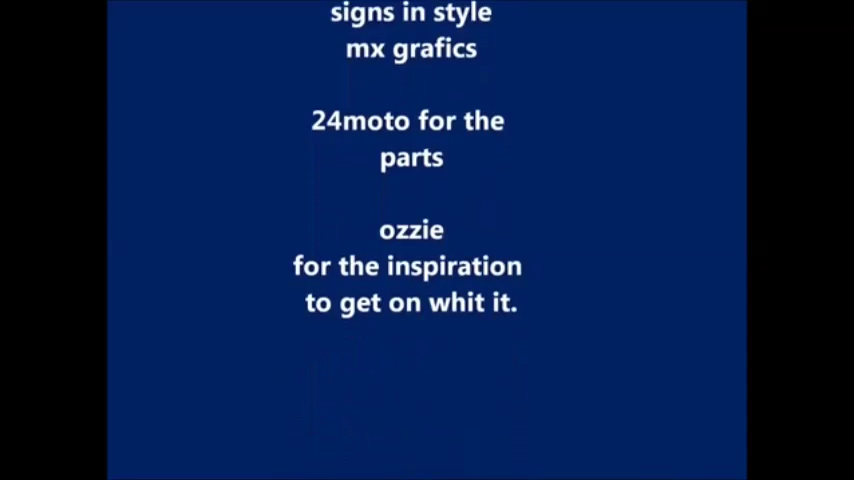 signs in style
mx grafics
24moto for the
parts
ozzie
for the inspiration
to get on whit it.